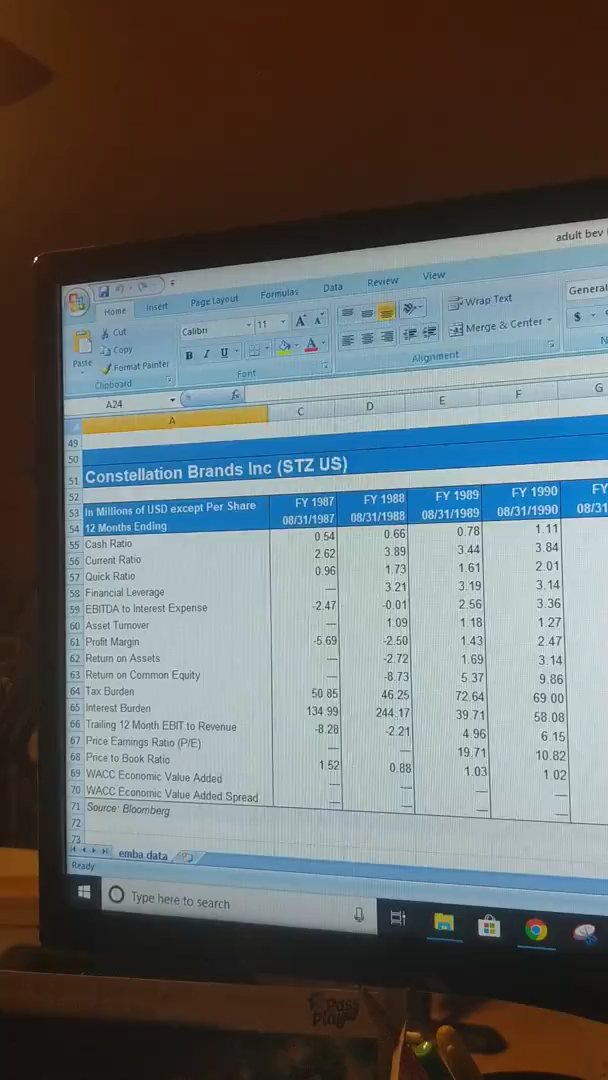 adult bev
Home Insert Page Layout Formulas Data Review View
Cut
Copy
Format Painter
Paste
Clipboard
Calibri 11 A A
B I U A
Font
Wrap Text
Merge & Center
Alignment
General
$
A24 fx
A C D E F G
49
50
51 Constellation Brands Inc (STZ US)
52
53 In Millions of USD except Per Share FY 1987 FY 1988 FY 1989 FY 1990 FY
54 12 Months Ending 08/31/1987 08/31/1988 08/31/1989 08/31/1990 08/31
55 Cash Ratio 0.54 0.66 0.78 1.11
56 Current Ratio 2.62 3.89 3.44 3.84
57 Quick Ratio 0.96 1.73 1.61 2.01
58 Financial Leverage — 3.21 3.19 3.14
59 EBITDA to Interest Expense -2.47 -0.01 2.56 3.36
60 Asset Turnover — 1.09 1.18 1.27
61 Profit Margin -5.69 -2.50 1.43 2.47
62 Return on Assets — -2.72 1.69 3.14
63 Return on Common Equity — -8.73 5.37 9.86
64 Tax Burden 50.85 46.25 72.64 69.00
65 Interest Burden 134.99 244.17 39.71 58.08
66 Trailing 12 Month EBIT to Revenue -8.28 -2.21 4.96 6.15
67 Price Earnings Ratio (P/E) — — 19.71 10.82
68 Price to Book Ratio 1.52 0.88 1.03 1.02
69 WACC Economic Value Added — — — —
70 WACC Economic Value Added Spread — — — —
71 Source: Bloomberg
72
73
emba data
Ready
Type here to search
Pass
Play